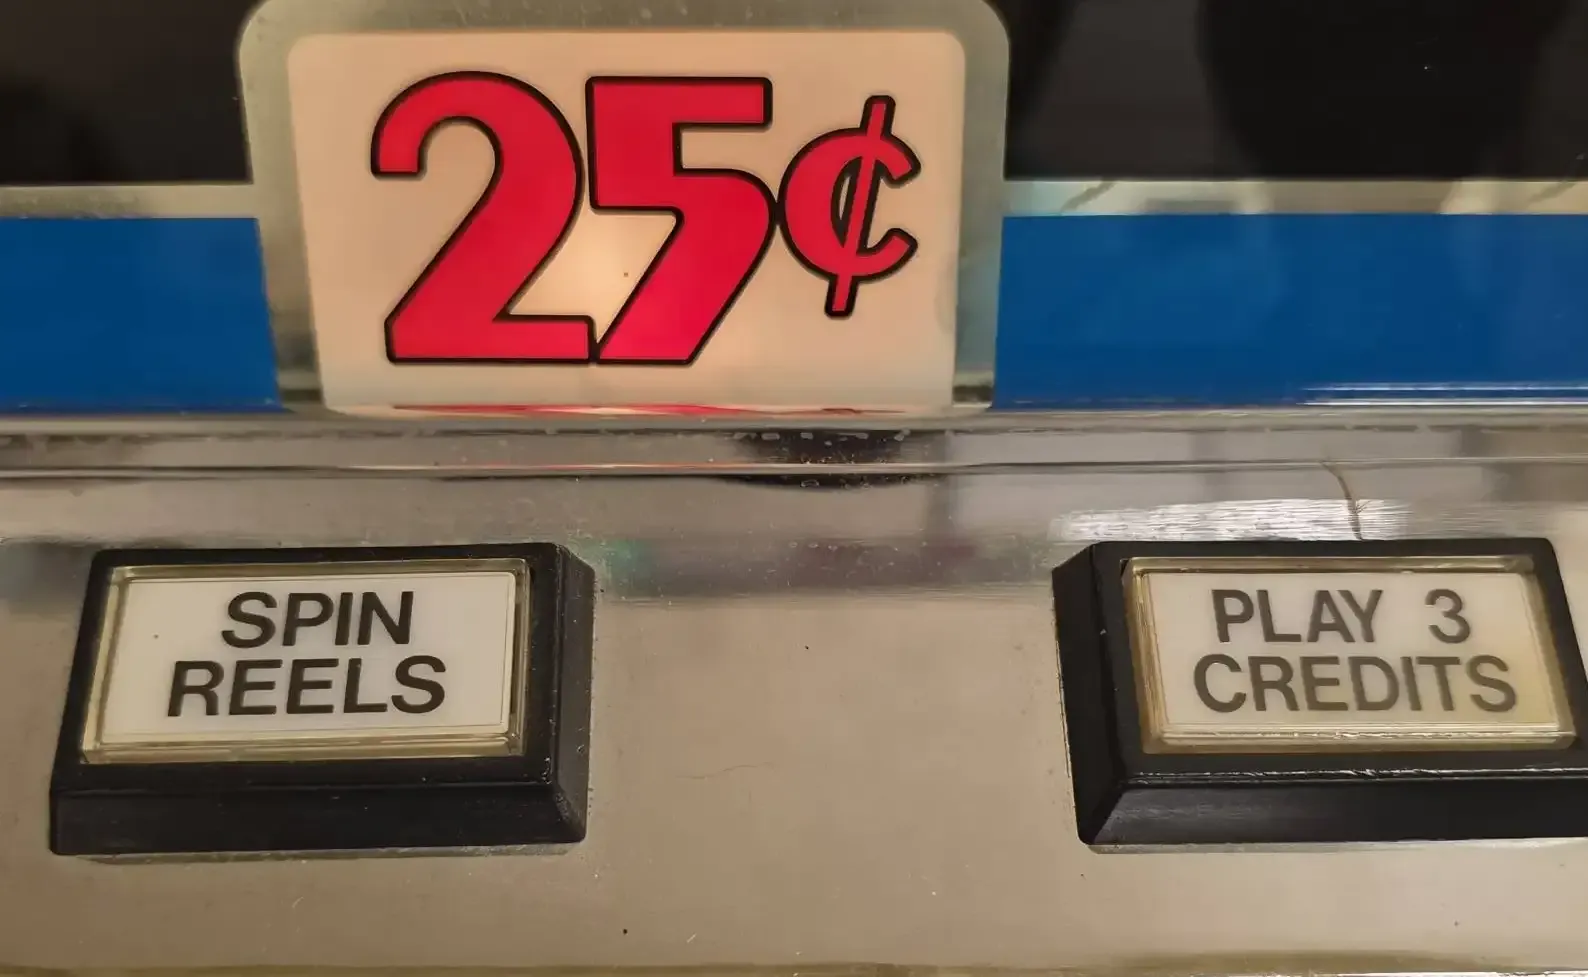 25¢
SPIN
REELS
PLAY 3
CREDITS